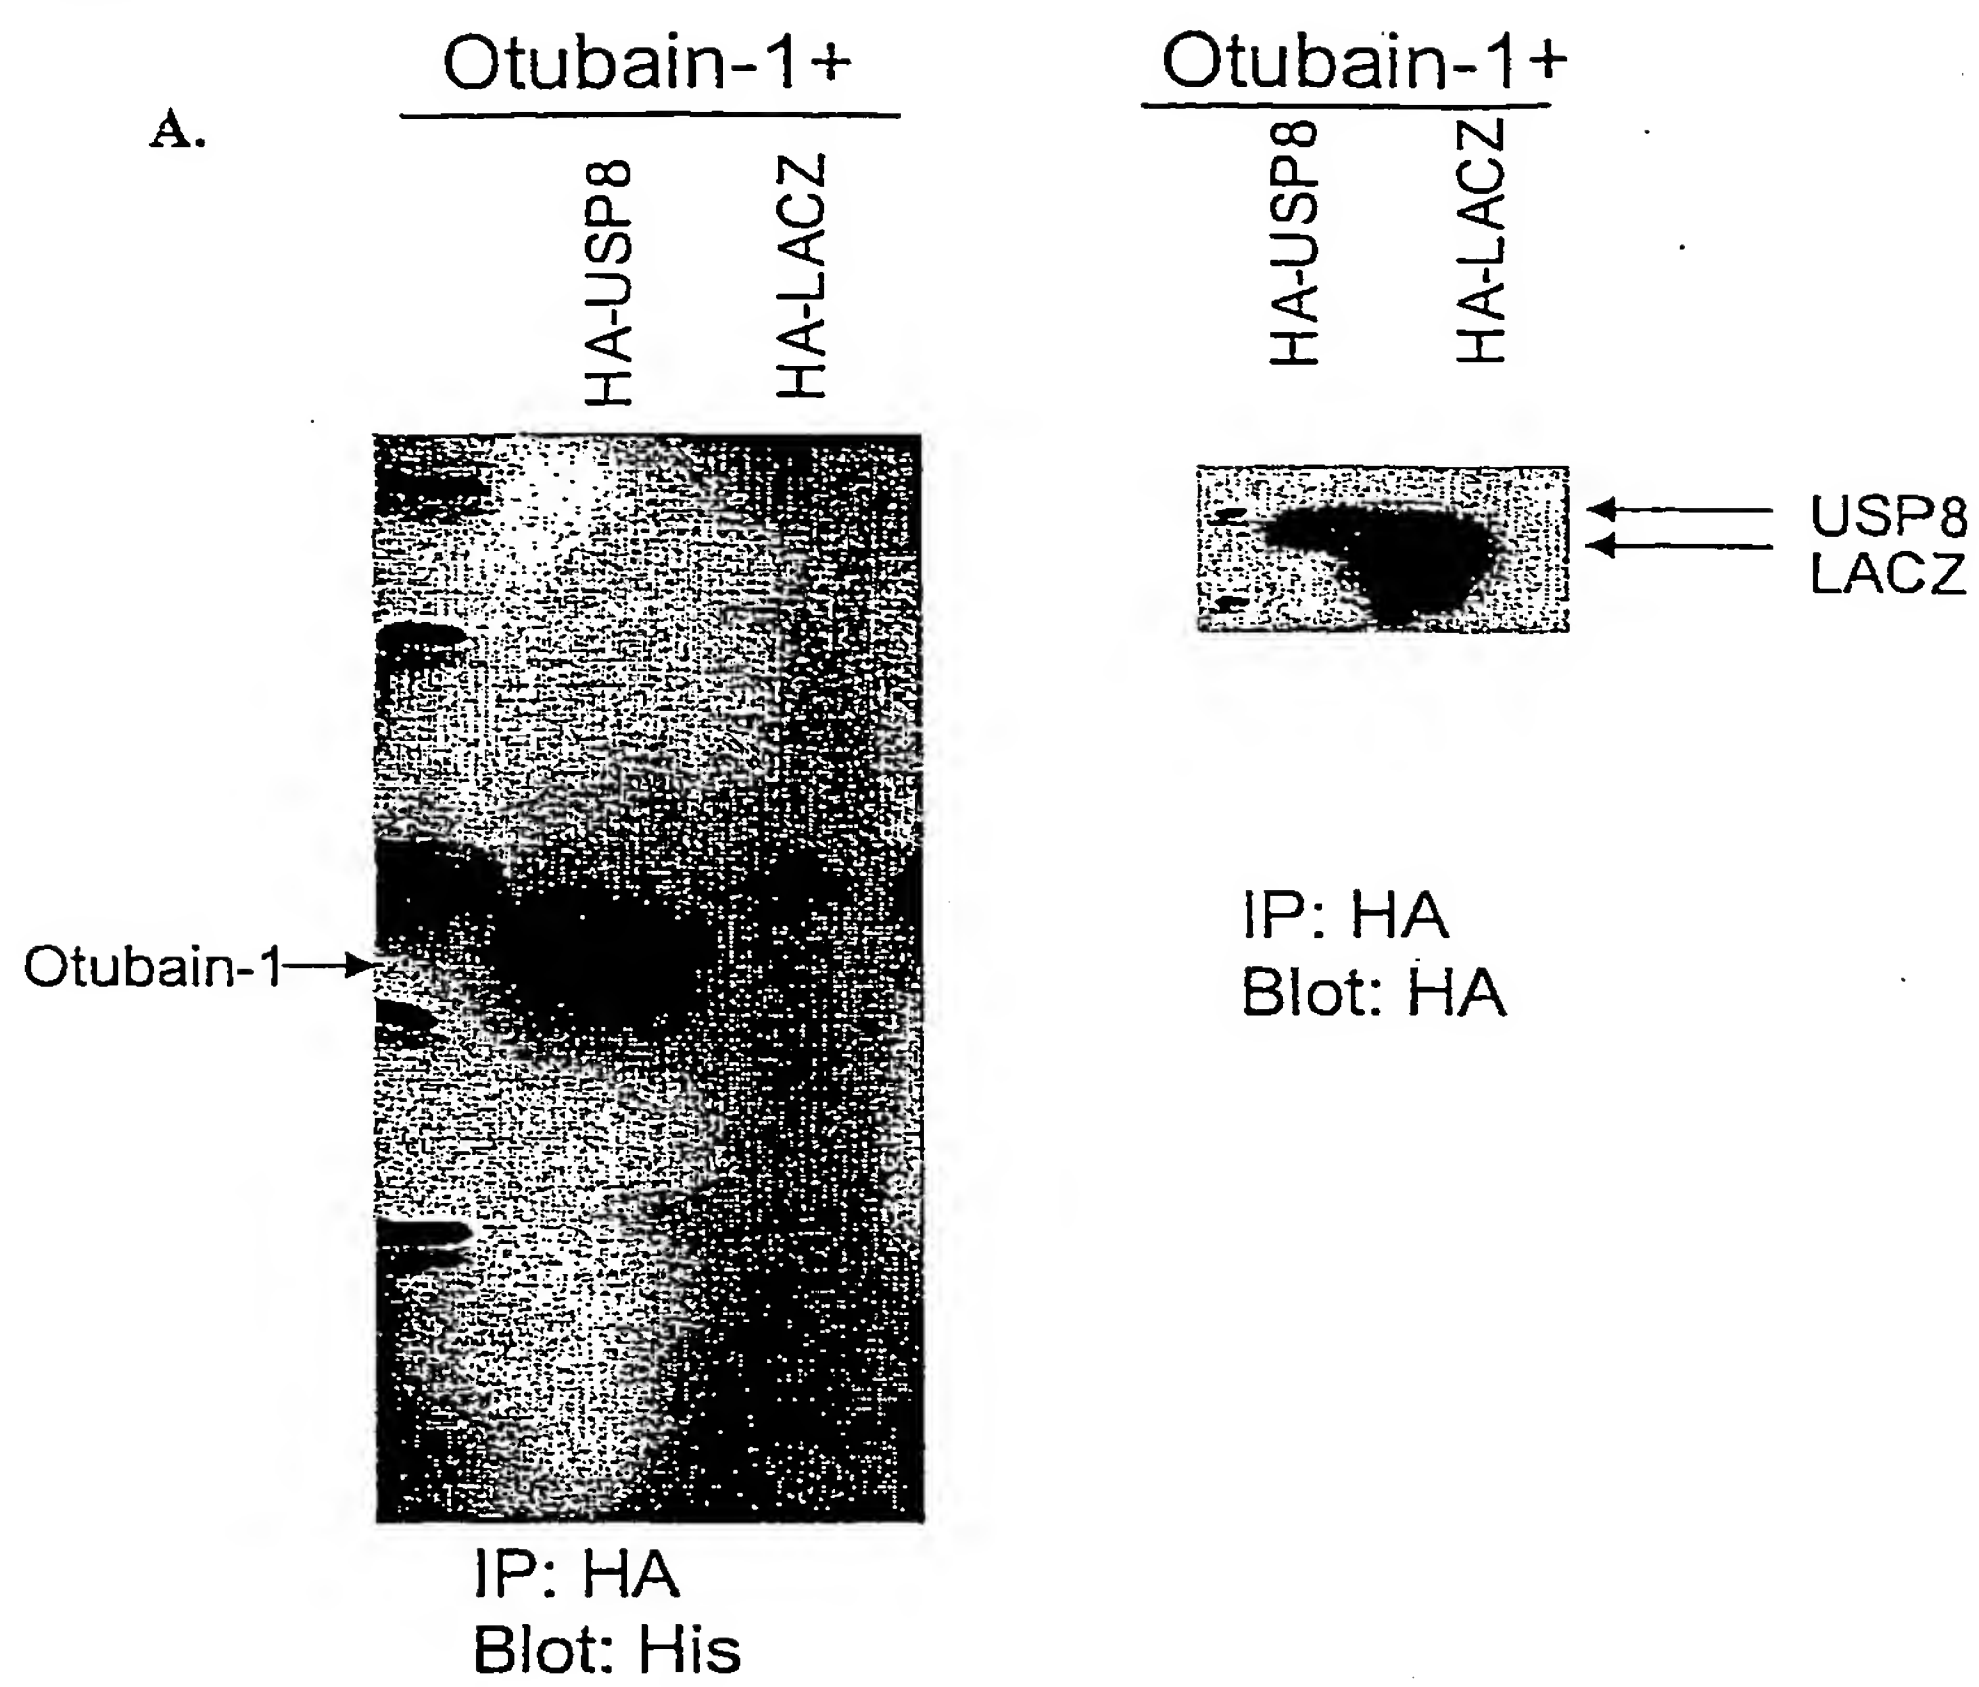 A.
Otubain-1+
HA-USP8
HA-LACZ
Otubain-1
IP: HA
Blot: His
Otubain-1+
HA-USP8
HA-LACZ
USP8
LACZ
IP: HA
Blot: HA